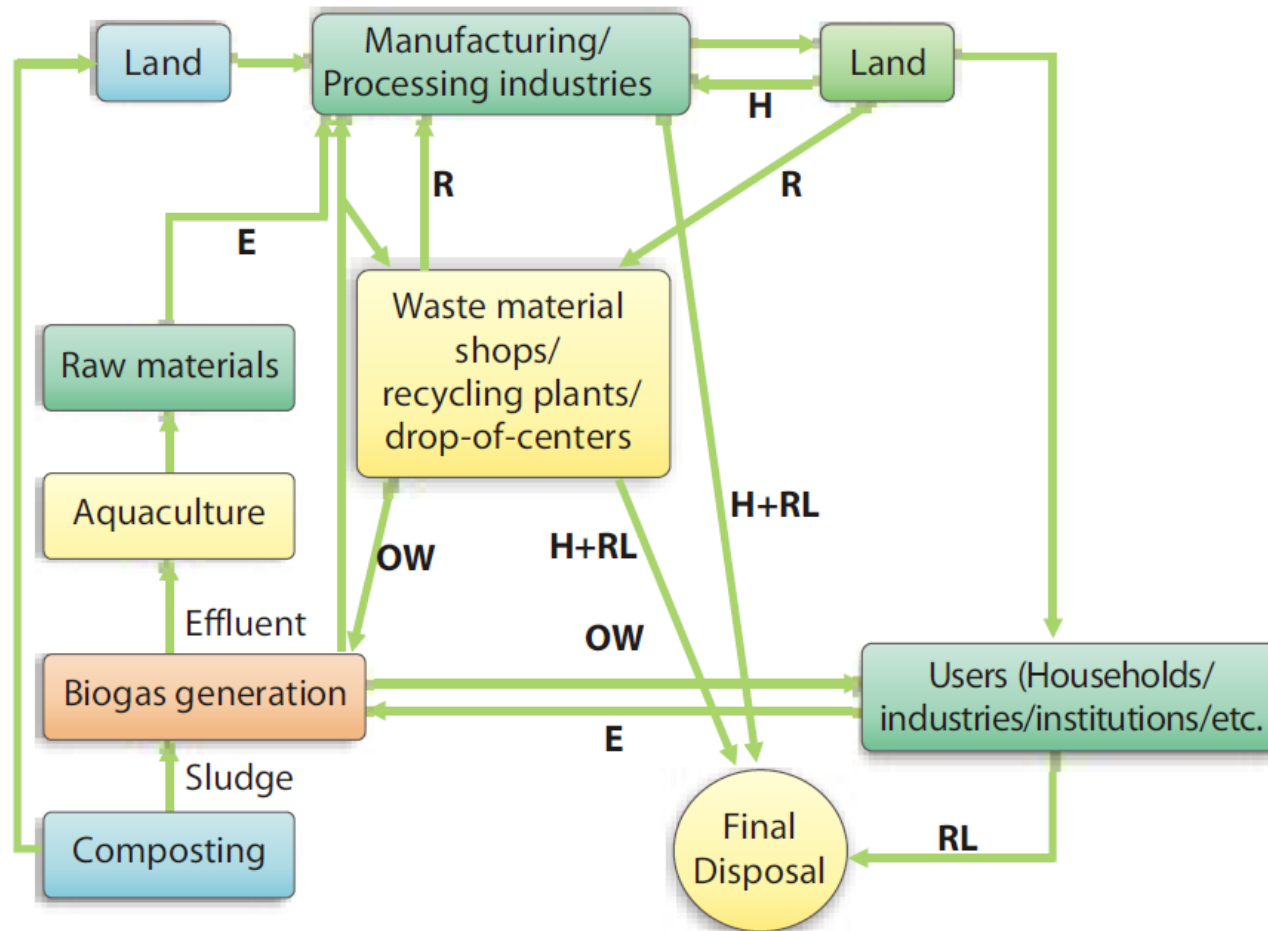 Land
Manufacturing/
Processing industries
Land
H
R
R
E
Waste material
shops/
recycling plants/
drop-of-centers
Raw materials
Aquaculture
H+RL
H+RL
OW
Effluent
OW
Biogas generation
Users (Households/
industries/institutions/etc.
E
Sludge
Composting
Final
Disposal
RL